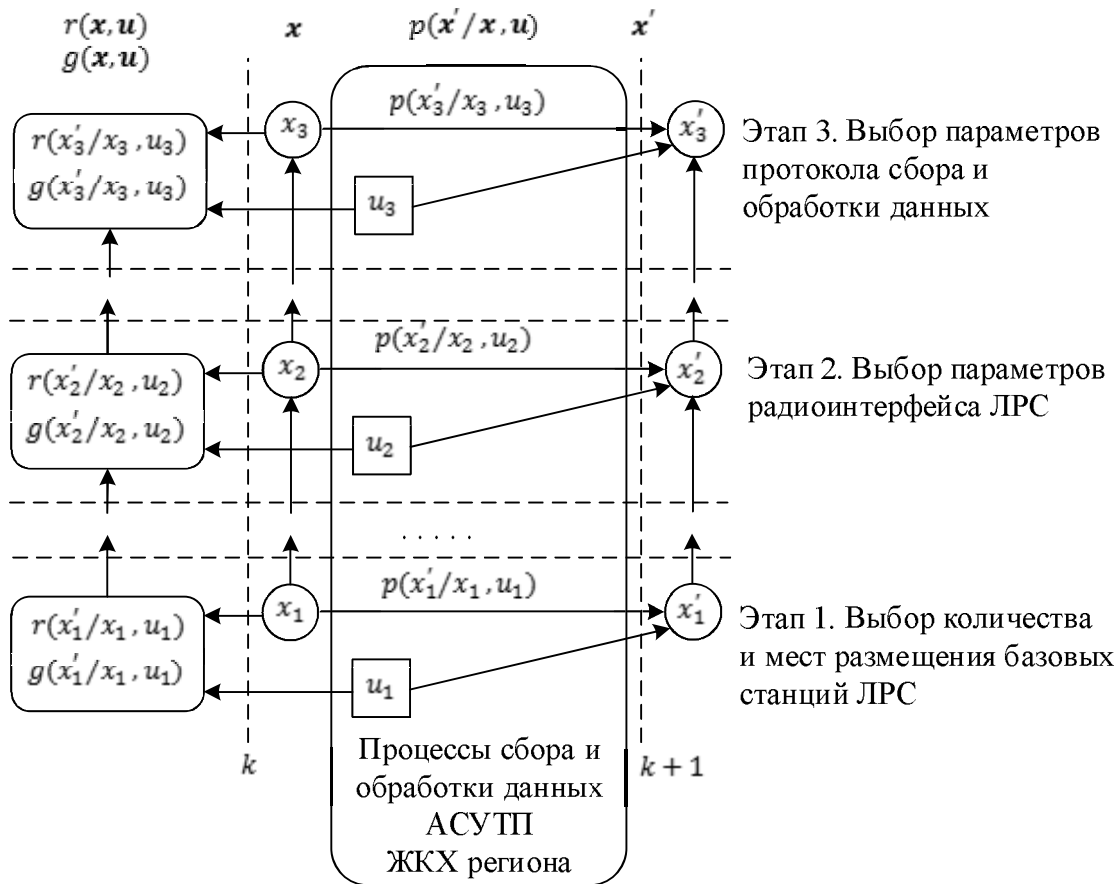 r(x,u) x p(x′/x,u) x′
g(x,u)
p(x′₃/x₃,u₃)
r(x′₃/x₃,u₃)
g(x′₃/x₃,u₃)
x₃
u₃
x′₃
Этап 3. Выбор параметров
протокола сбора и
обработки данных
p(x′₂/x₂,u₂)
r(x′₂/x₂,u₂)
g(x′₂/x₂,u₂)
x₂
u₂
x′₂
Этап 2. Выбор параметров
радиоинтерфейса ЛРС
. . . . .
p(x′₁/x₁,u₁)
r(x′₁/x₁,u₁)
g(x′₁/x₁,u₁)
x₁
u₁
x′₁
Этап 1. Выбор количества
и мест размещения базовых
станций ЛРС
k
Процессы сбора и
обработки данных
АСУТП
ЖКХ региона
k + 1